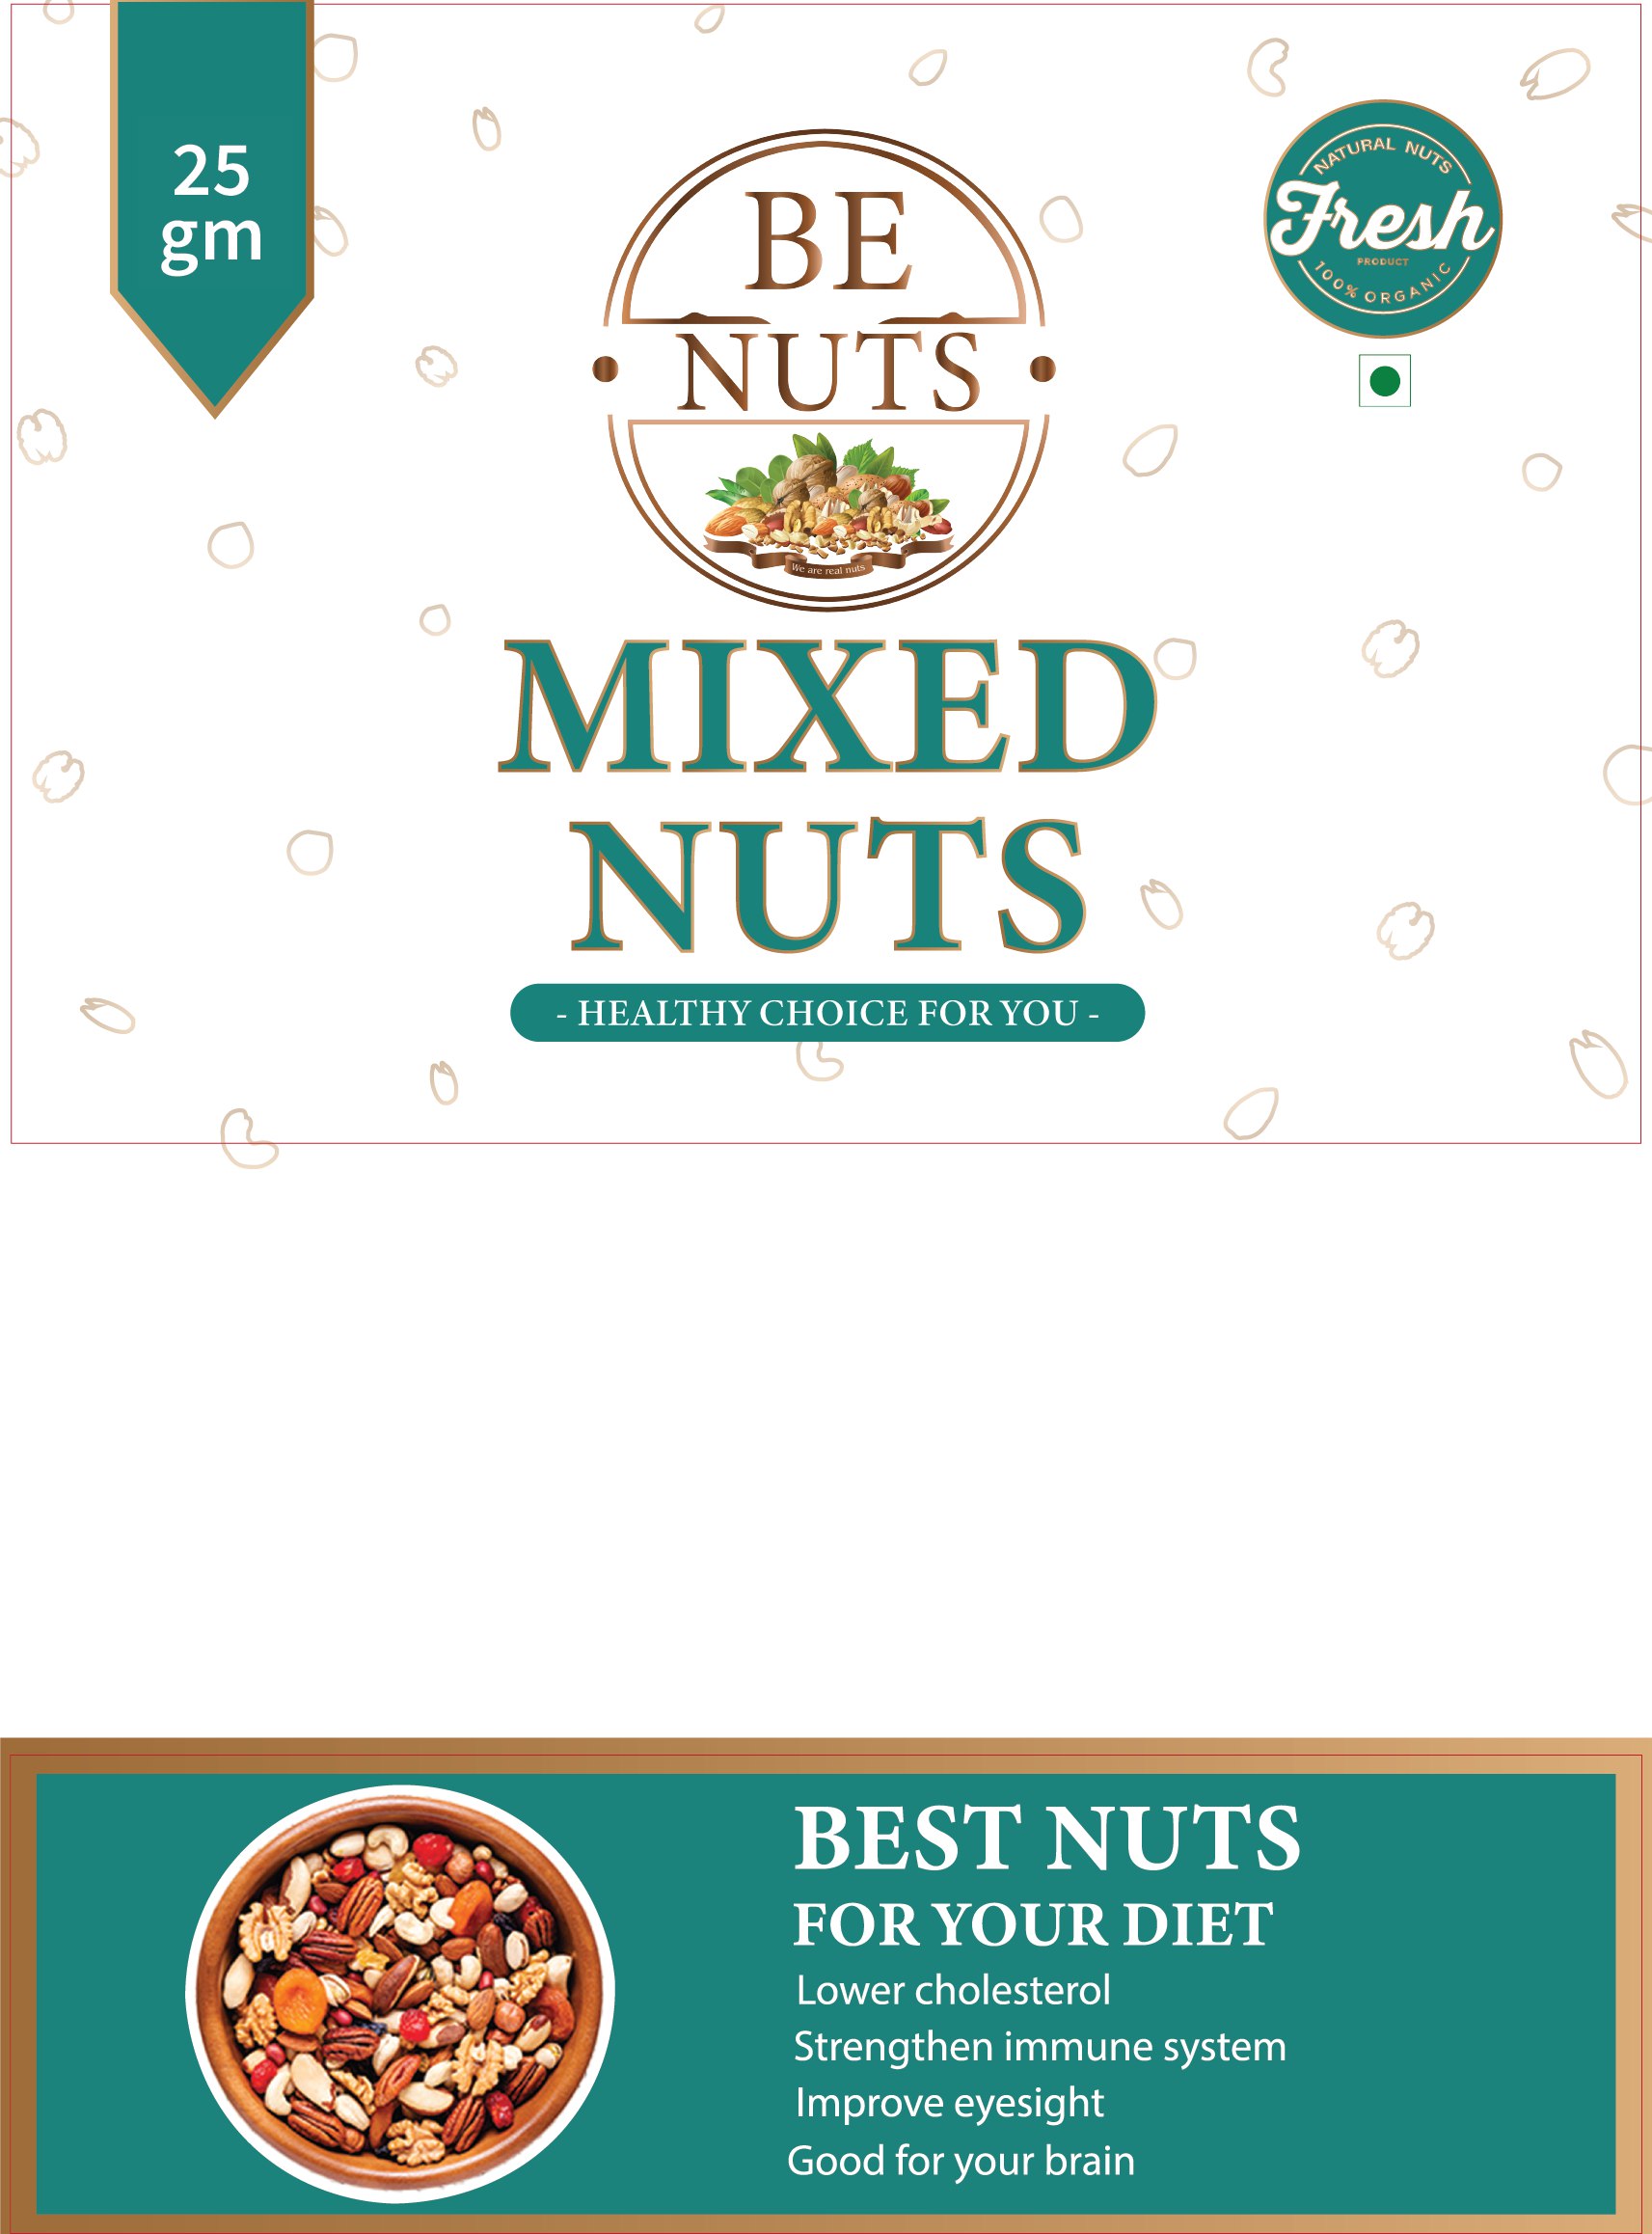 25
gm
BE
NUTS
We are real nuts
NATURAL NUTS
Fresh
PRODUCT
100% ORGANIC
MIXED
NUTS
- HEALTHY CHOICE FOR YOU -
BEST NUTS
FOR YOUR DIET
Lower cholesterol
Strengthen immune system
Improve eyesight
Good for your brain